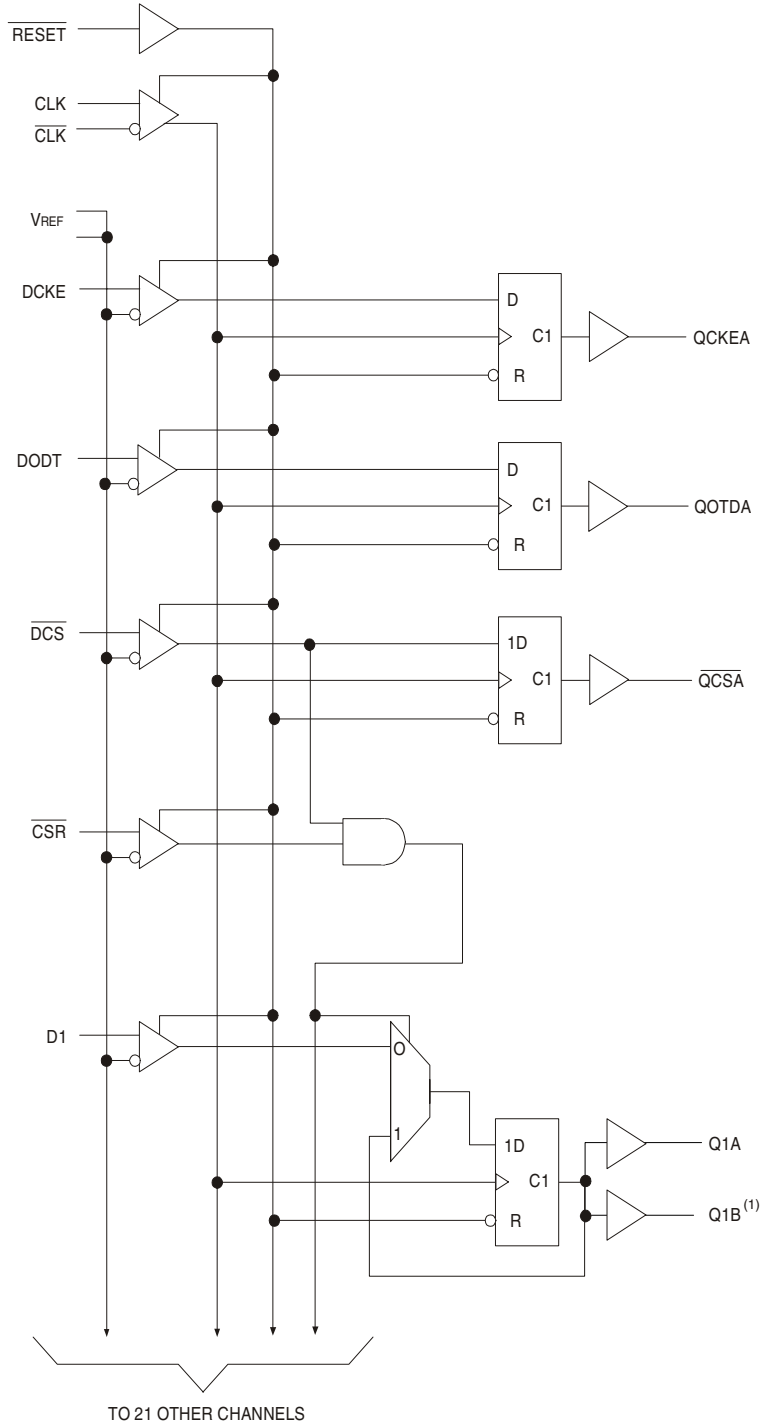 RESET
CLK
CLK
VREF
DCKE
D
C1
R
QCKEA
DODT
D
C1
R
QOTDA
DCS
1D
C1
R
QCSA
CSR
D1
O
1
1D
C1
R
Q1A
Q1B (1)
TO 21 OTHER CHANNELS